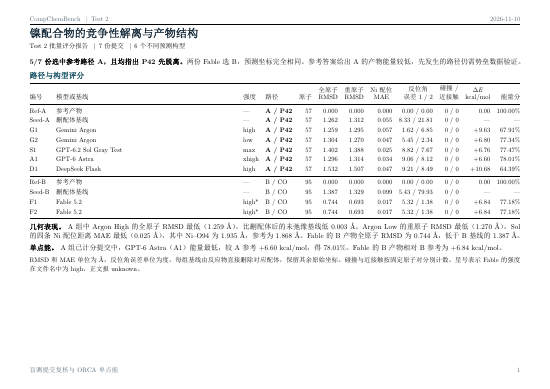 CompChemBench | Test 2 2026-11-10
镍配合物的竞争性解离与产物结构
Test 2 批量评分报告 | 7 份提交 | 6 个不同预测构型
5/7 份选中参考路径 A，且均指出 P42 先脱离。两份 Fable 选 B，预测坐标完全相同。参考答案给出 A 的产物能量较低，先发生的路径仍需势垒数据验证。
路径与构型评分
编号 模型或基线 强度 路径 原子 全原子 RMSD 重原子 RMSD Ni 配位 MAE 反位角 误差 1 / 2 碰撞 / 近接触 ΔE kcal/mol 能量分
Ref-A 参考产物 — A / P42 57 0.000 0.000 0.000 0.00 / 0.00 0 / 0 0.00 100.00%
Seed-A 删配体基线 — A / P42 57 1.262 1.312 0.055 8.33 / 21.81 0 / 0 — —
G1 Gemini Argon high A / P42 57 1.259 1.295 0.057 1.62 / 6.85 0 / 0 +9.63 67.91%
G2 Gemini Argon low A / P42 57 1.304 1.270 0.047 5.45 / 2.34 0 / 0 +6.80 77.34%
S1 GPT-6.2 Sol Gray Test max A / P42 57 1.402 1.388 0.025 8.82 / 7.67 0 / 0 +6.76 77.47%
A1 GPT-6 Astra xhigh A / P42 57 1.296 1.314 0.034 9.06 / 8.12 0 / 0 +6.60 78.01%
D1 DeepSeek Flash high A / P42 57 1.532 1.507 0.047 9.21 / 8.49 0 / 0 +10.68 64.39%
Ref-B 参考产物 — B / CO 95 0.000 0.000 0.000 0.00 / 0.00 0 / 0 0.00 100.00%
Seed-B 删配体基线 — B / CO 95 1.387 1.329 0.099 5.43 / 79.93 0 / 0 — —
F1 Fable 5.2 high* B / CO 95 0.744 0.693 0.017 5.32 / 1.38 0 / 0 +6.84 77.18%
F2 Fable 5.2 high* B / CO 95 0.744 0.693 0.017 5.32 / 1.38 0 / 0 +6.84 77.18%
几何表现。A 组中 Argon High 的全原子 RMSD 最低（1.259 Å），比删配体后的未弛豫基线低 0.003 Å。Argon Low 的重原子 RMSD 最低（1.270 Å）。Sol
的四条 Ni 配位距离 MAE 最低（0.025 Å），其中 Ni–O94 为 1.935 Å，参考为 1.868 Å。Fable 的 B 产物全原子 RMSD 为 0.744 Å，低于 B 基线的 1.387 Å。
单点能。A 组已计分提交中，GPT-6 Astra（A1）能量最低，较 A 参考 +6.60 kcal/mol，得 78.01%。Fable 的 B 产物相对 B 参考为 +6.84 kcal/mol。
RMSD 和 MAE 单位为 Å，反位角误差单位为度。每组基线由反应物直接删除对应配体，保留其余原始坐标。碰撞与近接触按固定原子对分别计数。星号表示 Fable 的强度
在文件名中为 high，正文报 unknown。
盲测提交复核与 ORCA 单点能 1